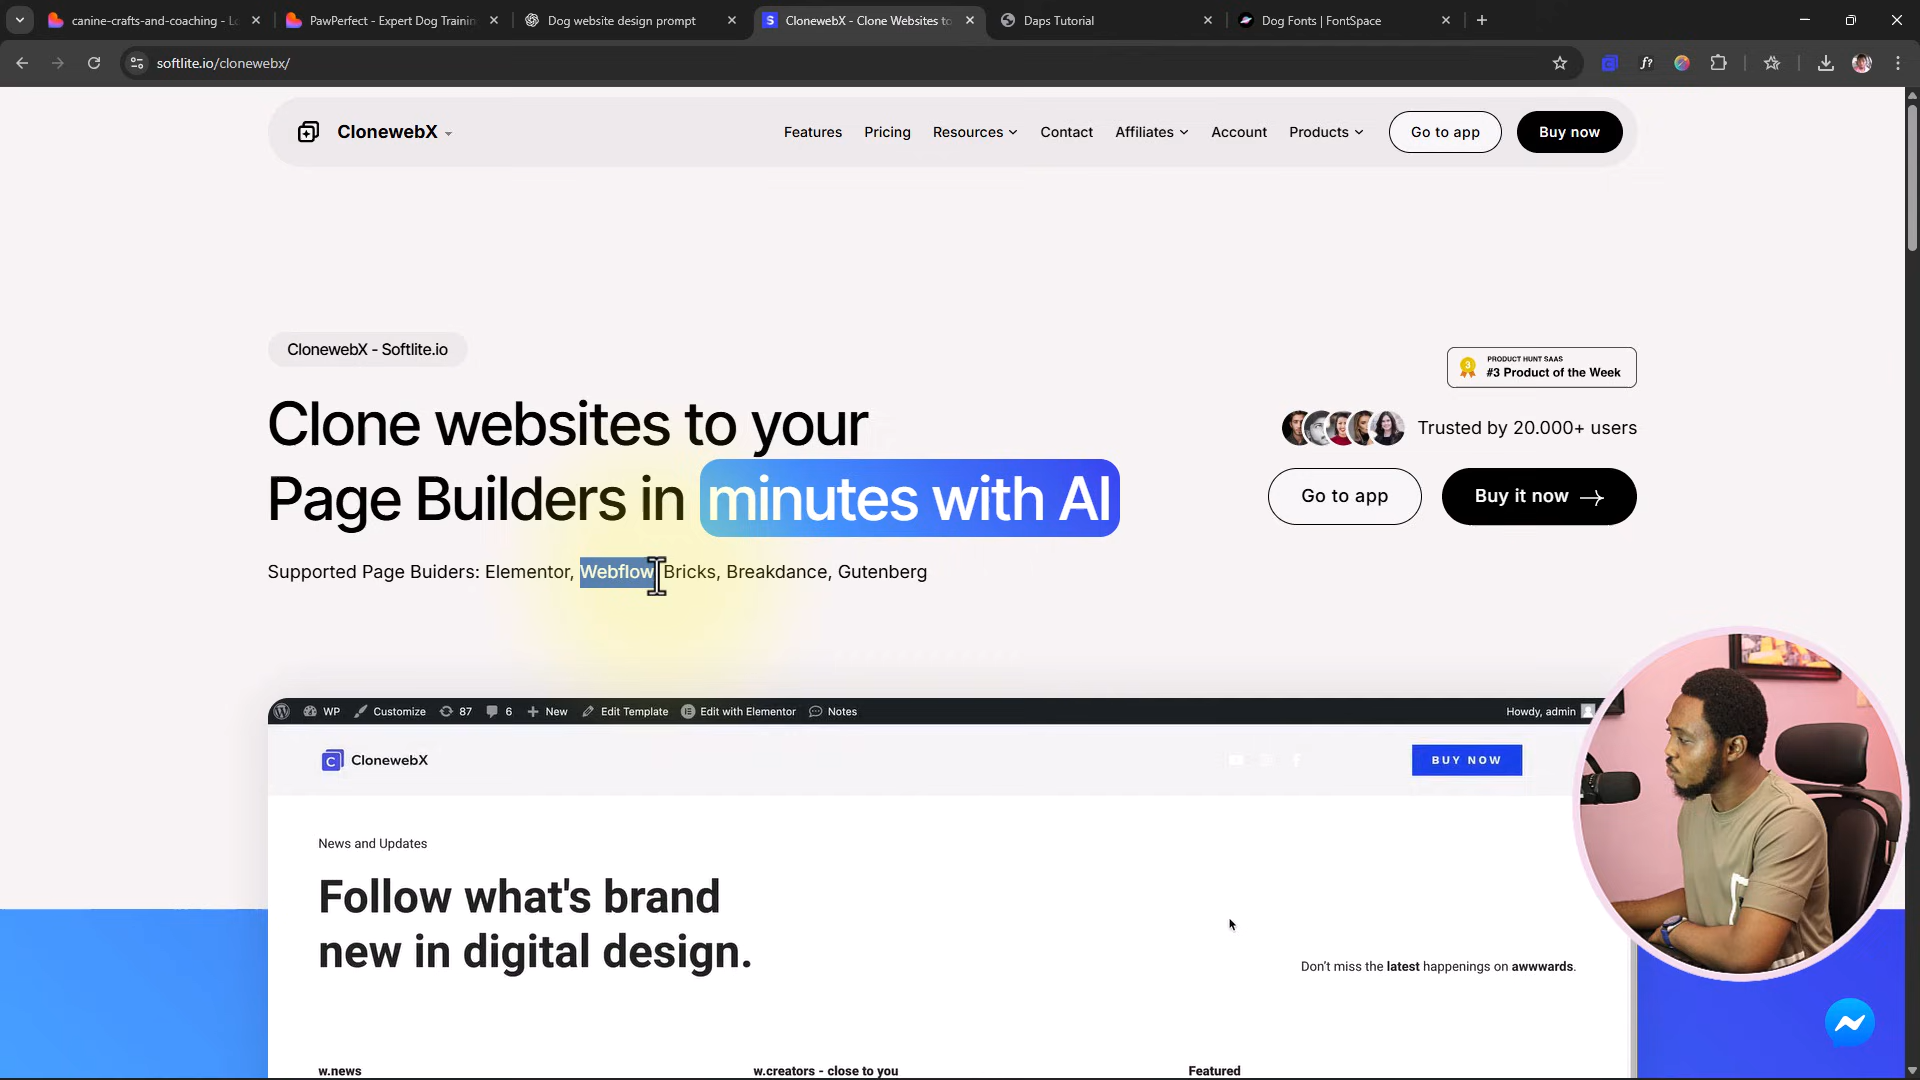 canine-crafts-and-coaching - Lo
PawPerfect - Expert Dog Trainin
Dog website design prompt
ClonewebX - Clone Websites to
Daps Tutorial
Dog Fonts | FontSpace
softlite.io/clonewebx/
ClonewebX
Features
Pricing
Resources
Contact
Affiliates
Account
Products
Go to app
Buy now
ClonewebX - Softlite.io
PRODUCT HUNT SAAS
3
#3 Product of the Week
Clone websites to your
Page Builders in minutes with AI
Trusted by 20.000+ users
Go to app
Buy it now
Supported Page Buiders: Elementor, Webflow, Bricks, Breakdance, Gutenberg
WP
Customize
87
6
New
Edit Template
Edit with Elementor
Notes
Howdy, admin
C
ClonewebX
BUY NOW
News and Updates
Follow what's brand
new in digital design.
Don't miss the latest happenings on awwwards.
w.news
w.creators - close to you
Featured